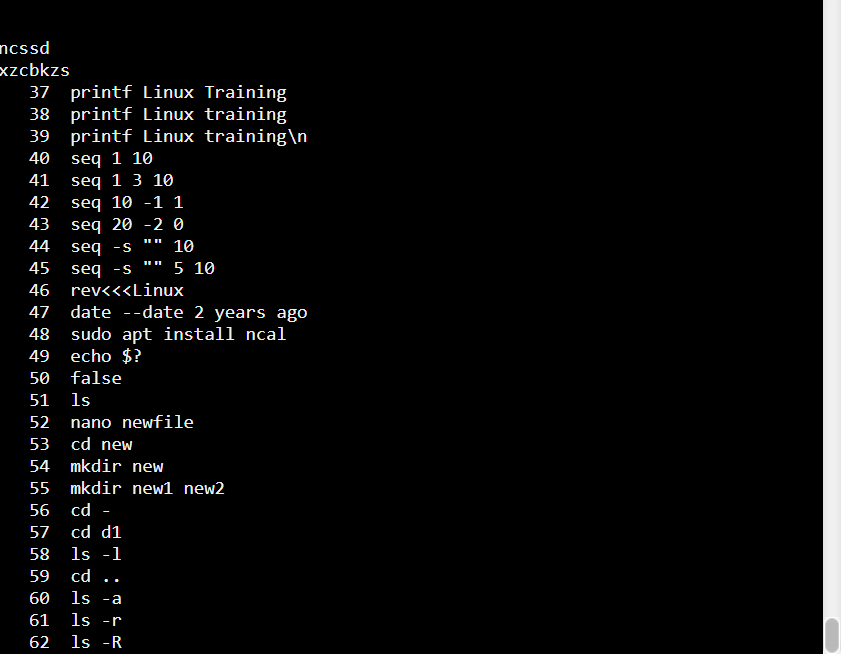 ncssd
xzcbkzs
37 printf Linux Training
38 printf Linux training
39 printf Linux training\n
40 seq 1 10
41 seq 1 3 10
42 seq 10 -1 1
43 seq 20 -2 0
44 seq -s "" 10
45 seq -s "" 5 10
46 rev<<<Linux
47 date --date 2 years ago
48 sudo apt install ncal
49 echo $?
50 false
51 ls
52 nano newfile
53 cd new
54 mkdir new
55 mkdir new1 new2
56 cd -
57 cd d1
58 ls -l
59 cd ..
60 ls -a
61 ls -r
62 ls -R